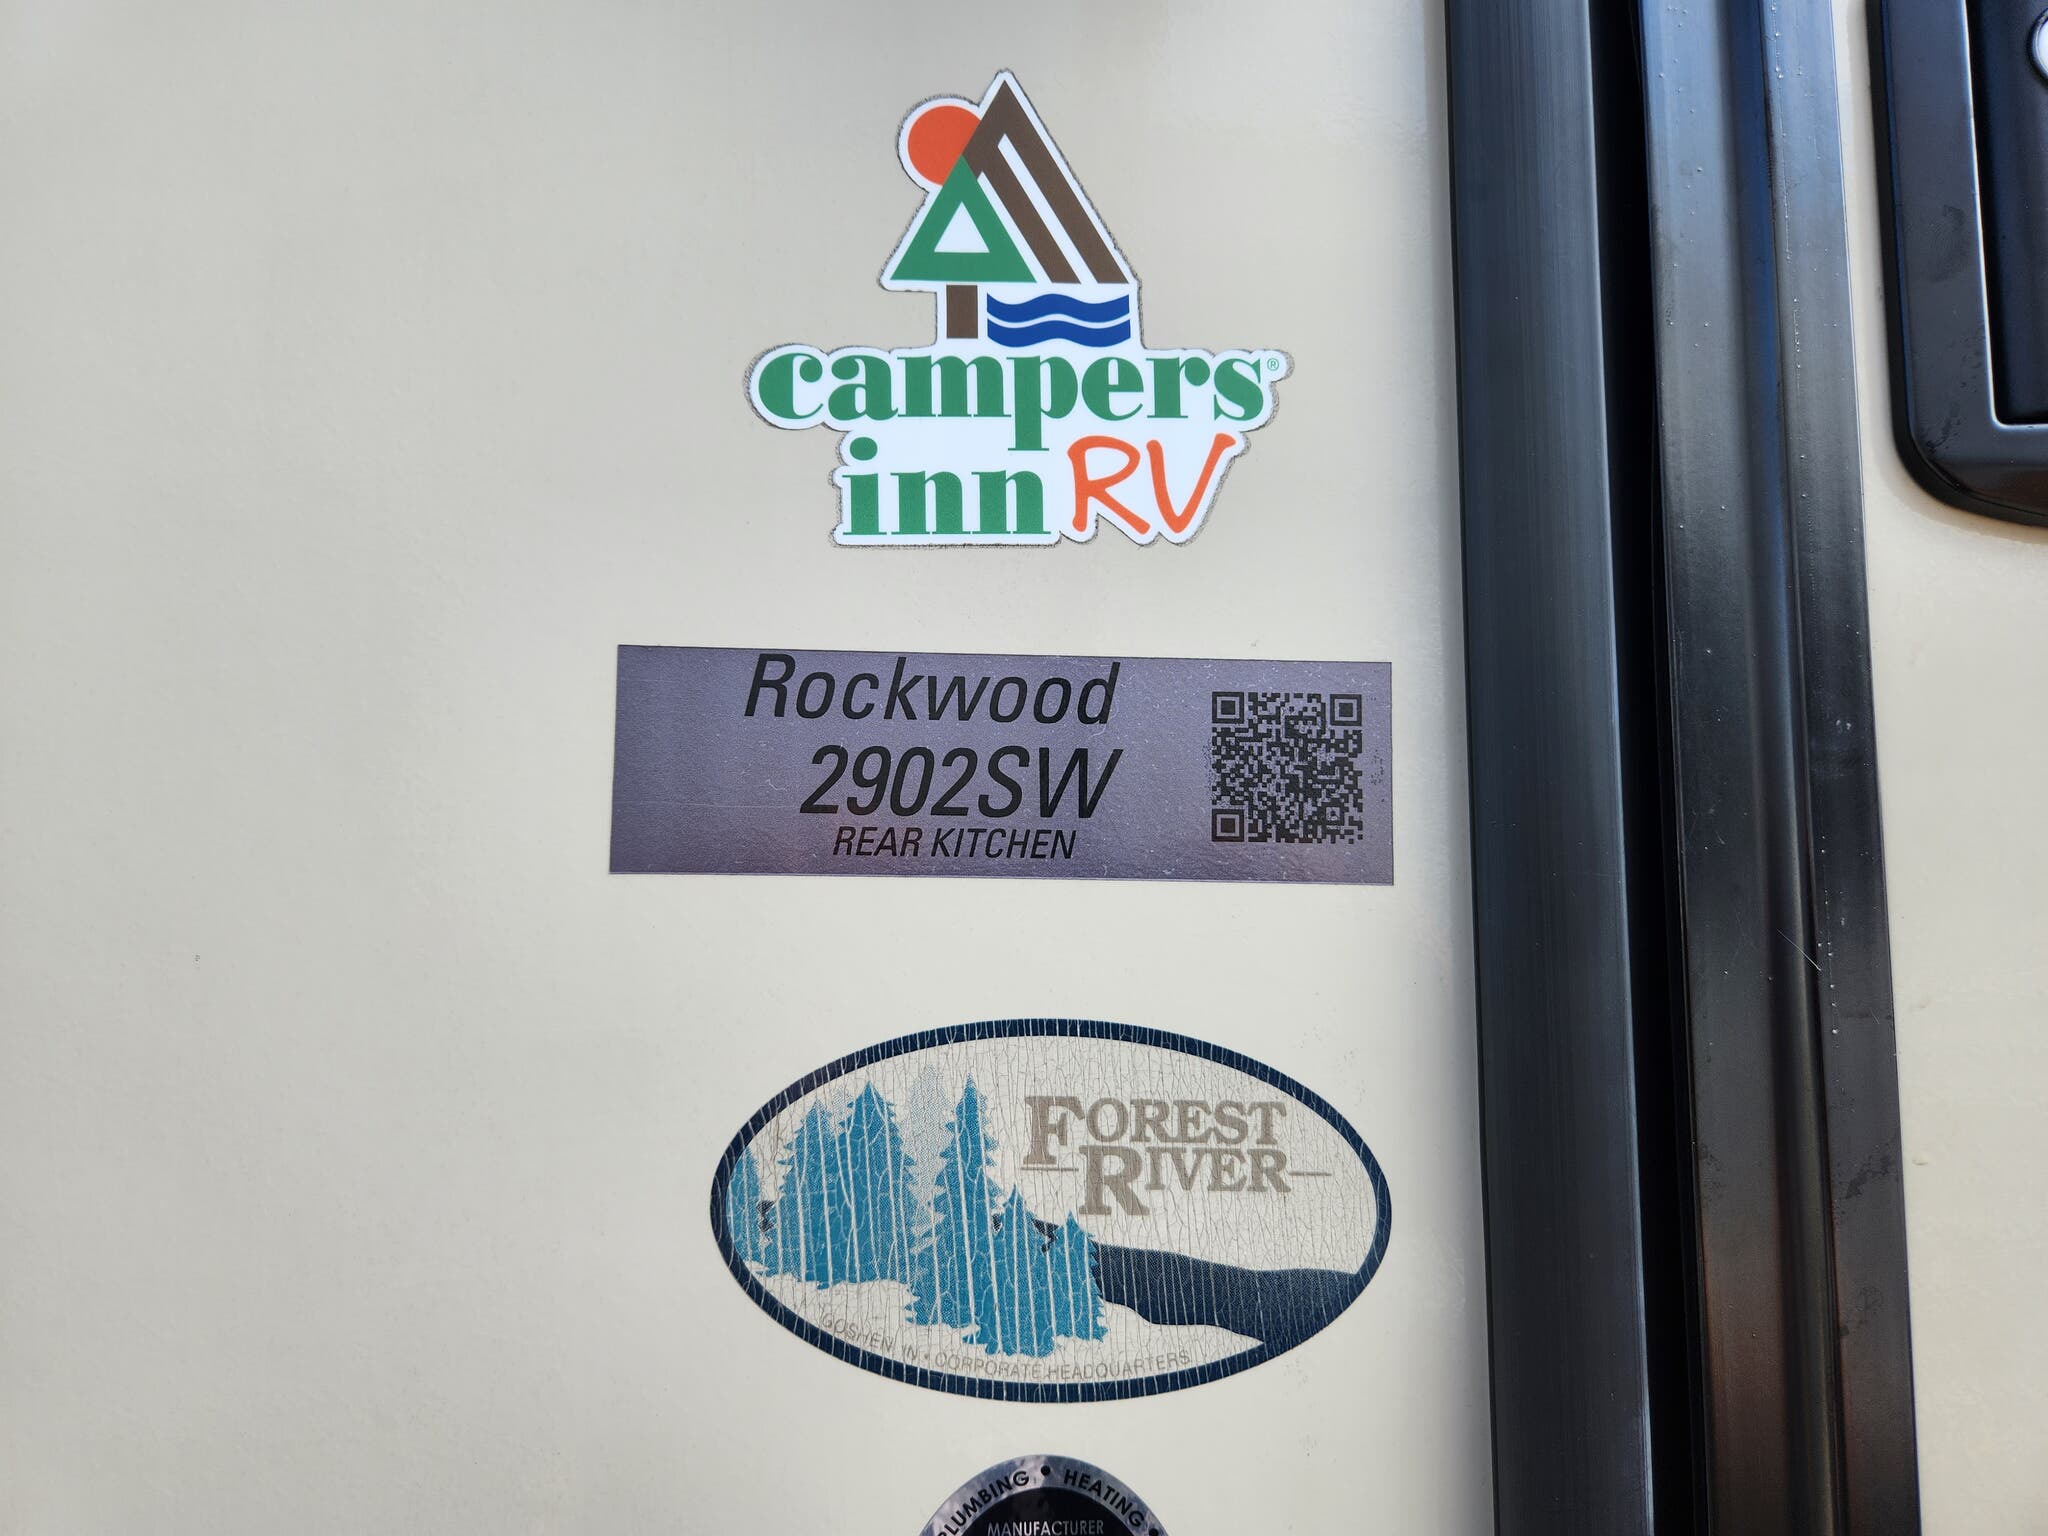 campers®
inn RV
Rockwood
2902SW
REAR KITCHEN
FOREST
RIVER
GOSHEN, IN • CORPORATE HEADQUARTERS
PLUMBING • HEATING •
MANUFACTURER